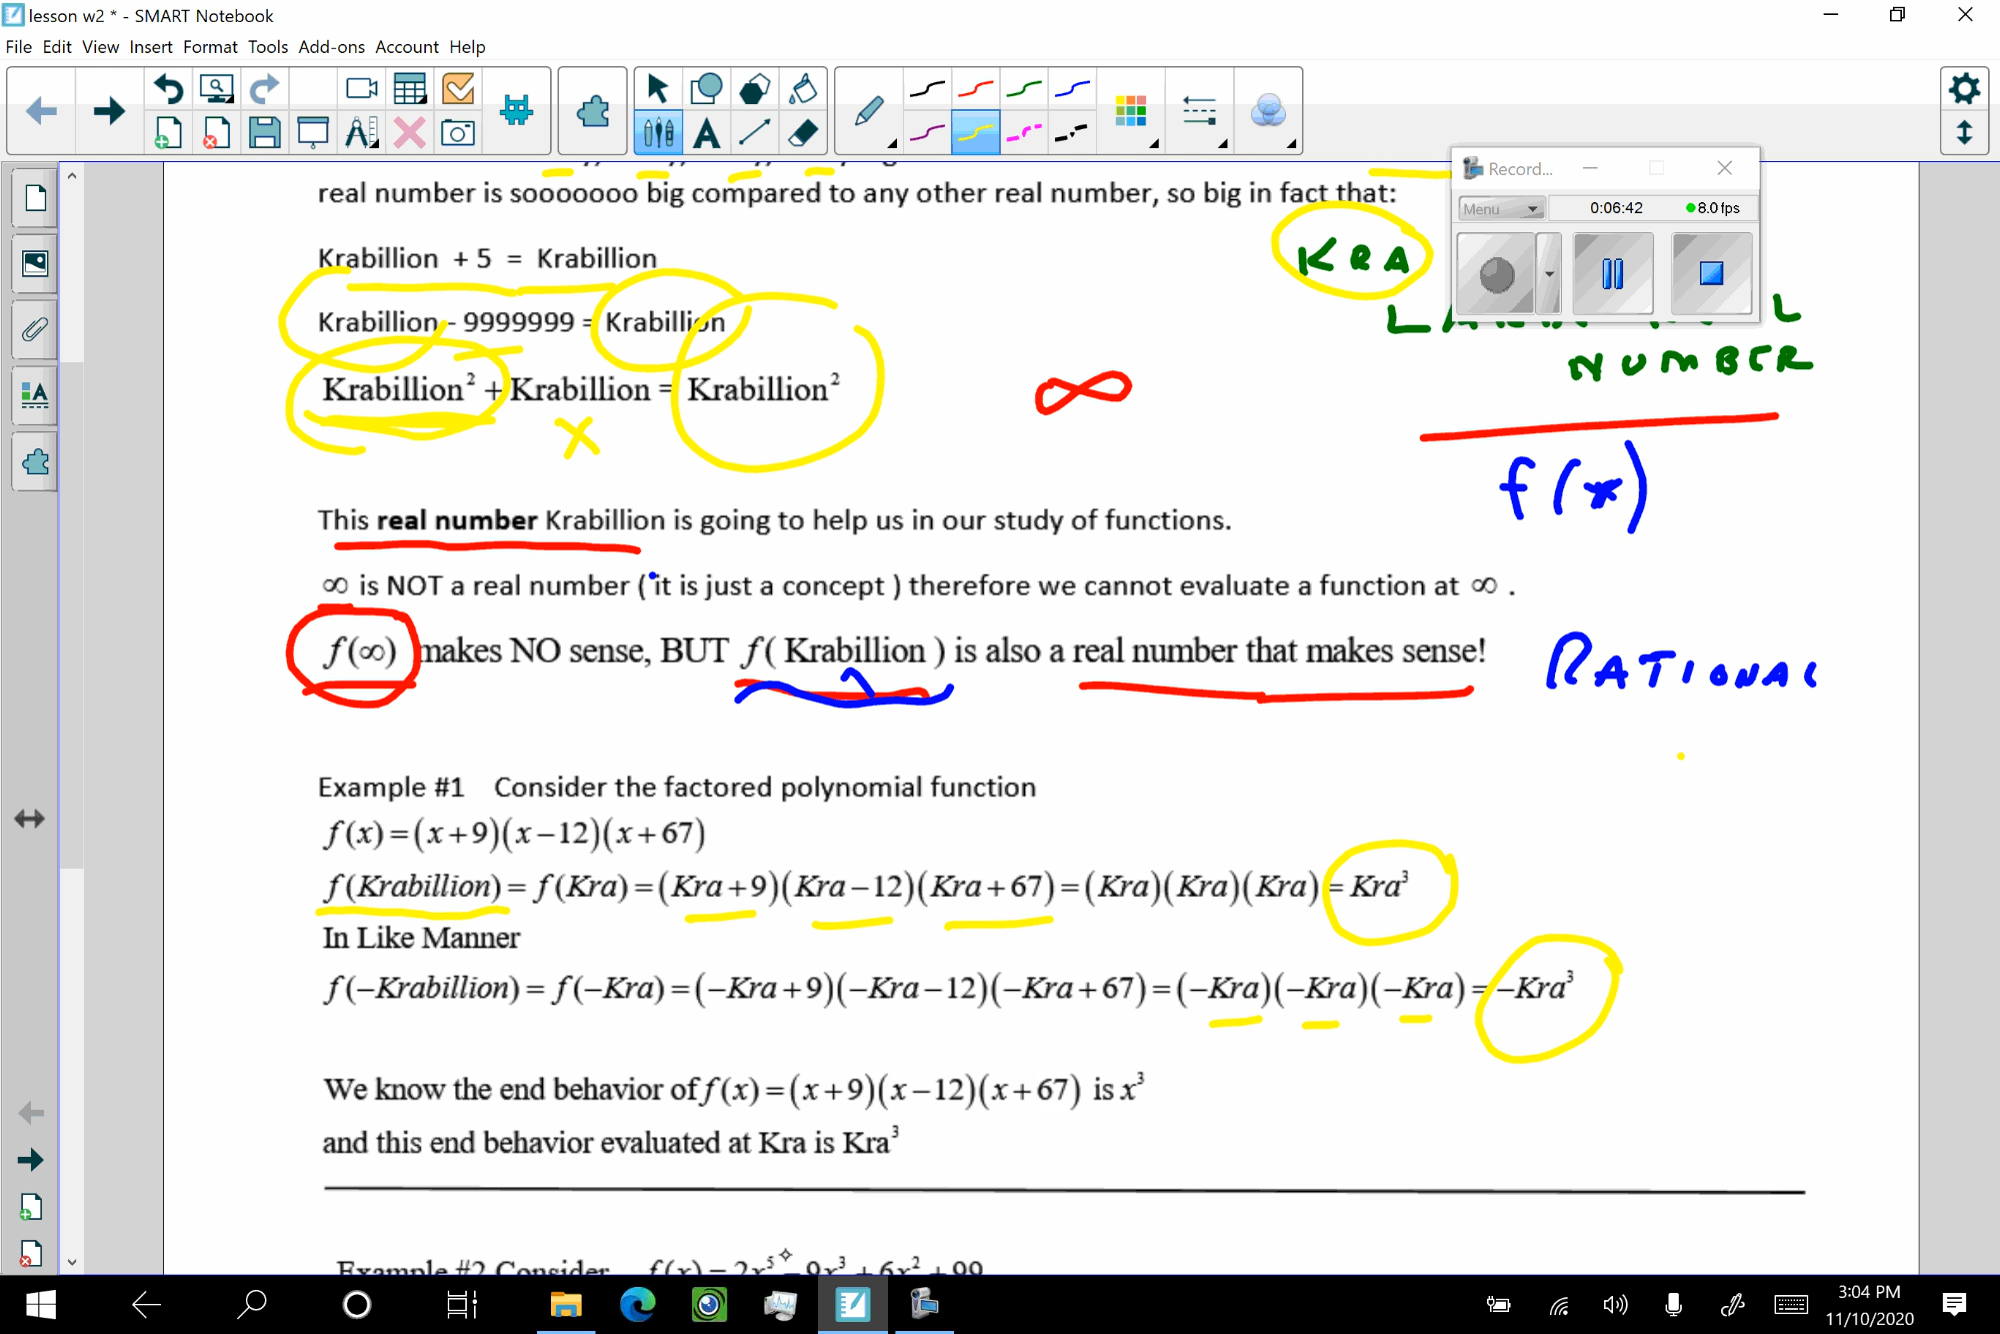 lesson w2 * - SMART Notebook
File Edit View Insert Format Tools Add-ons Account Help
real number is sooooooo big compared to any other real number, so big in fact that:
Record...
Menu 0:06:42 8.0 fps
Krabillion + 5 = Krabillion
KRA
Krabillion - 9999999 = Krabillion
NUMBER
Krabillion² + Krabillion = Krabillion²
∞
x
f(x)
This real number Krabillion is going to help us in our study of functions.
∞ is NOT a real number ( it is just a concept ) therefore we cannot evaluate a function at ∞ .
f(∞) makes NO sense, BUT f( Krabillion ) is also a real number that makes sense!
RATIONAL
Example #1 Consider the factored polynomial function
f(x)=(x+9)(x−12)(x+67)
f(Krabillion)= f(Kra)=(Kra+9)(Kra−12)(Kra+67)=(Kra)(Kra)(Kra)= Kra³
In Like Manner
f(−Krabillion)= f(−Kra)=(−Kra+9)(−Kra−12)(−Kra+67)=(−Kra)(−Kra)(−Kra)= −Kra³
We know the end behavior of f(x)=(x+9)(x−12)(x+67) is x³
and this end behavior evaluated at Kra is Kra³
Example #2 Consider f(x) = 2x⁵ − 9x³ + 6x² + 99
3:04 PM
11/10/2020